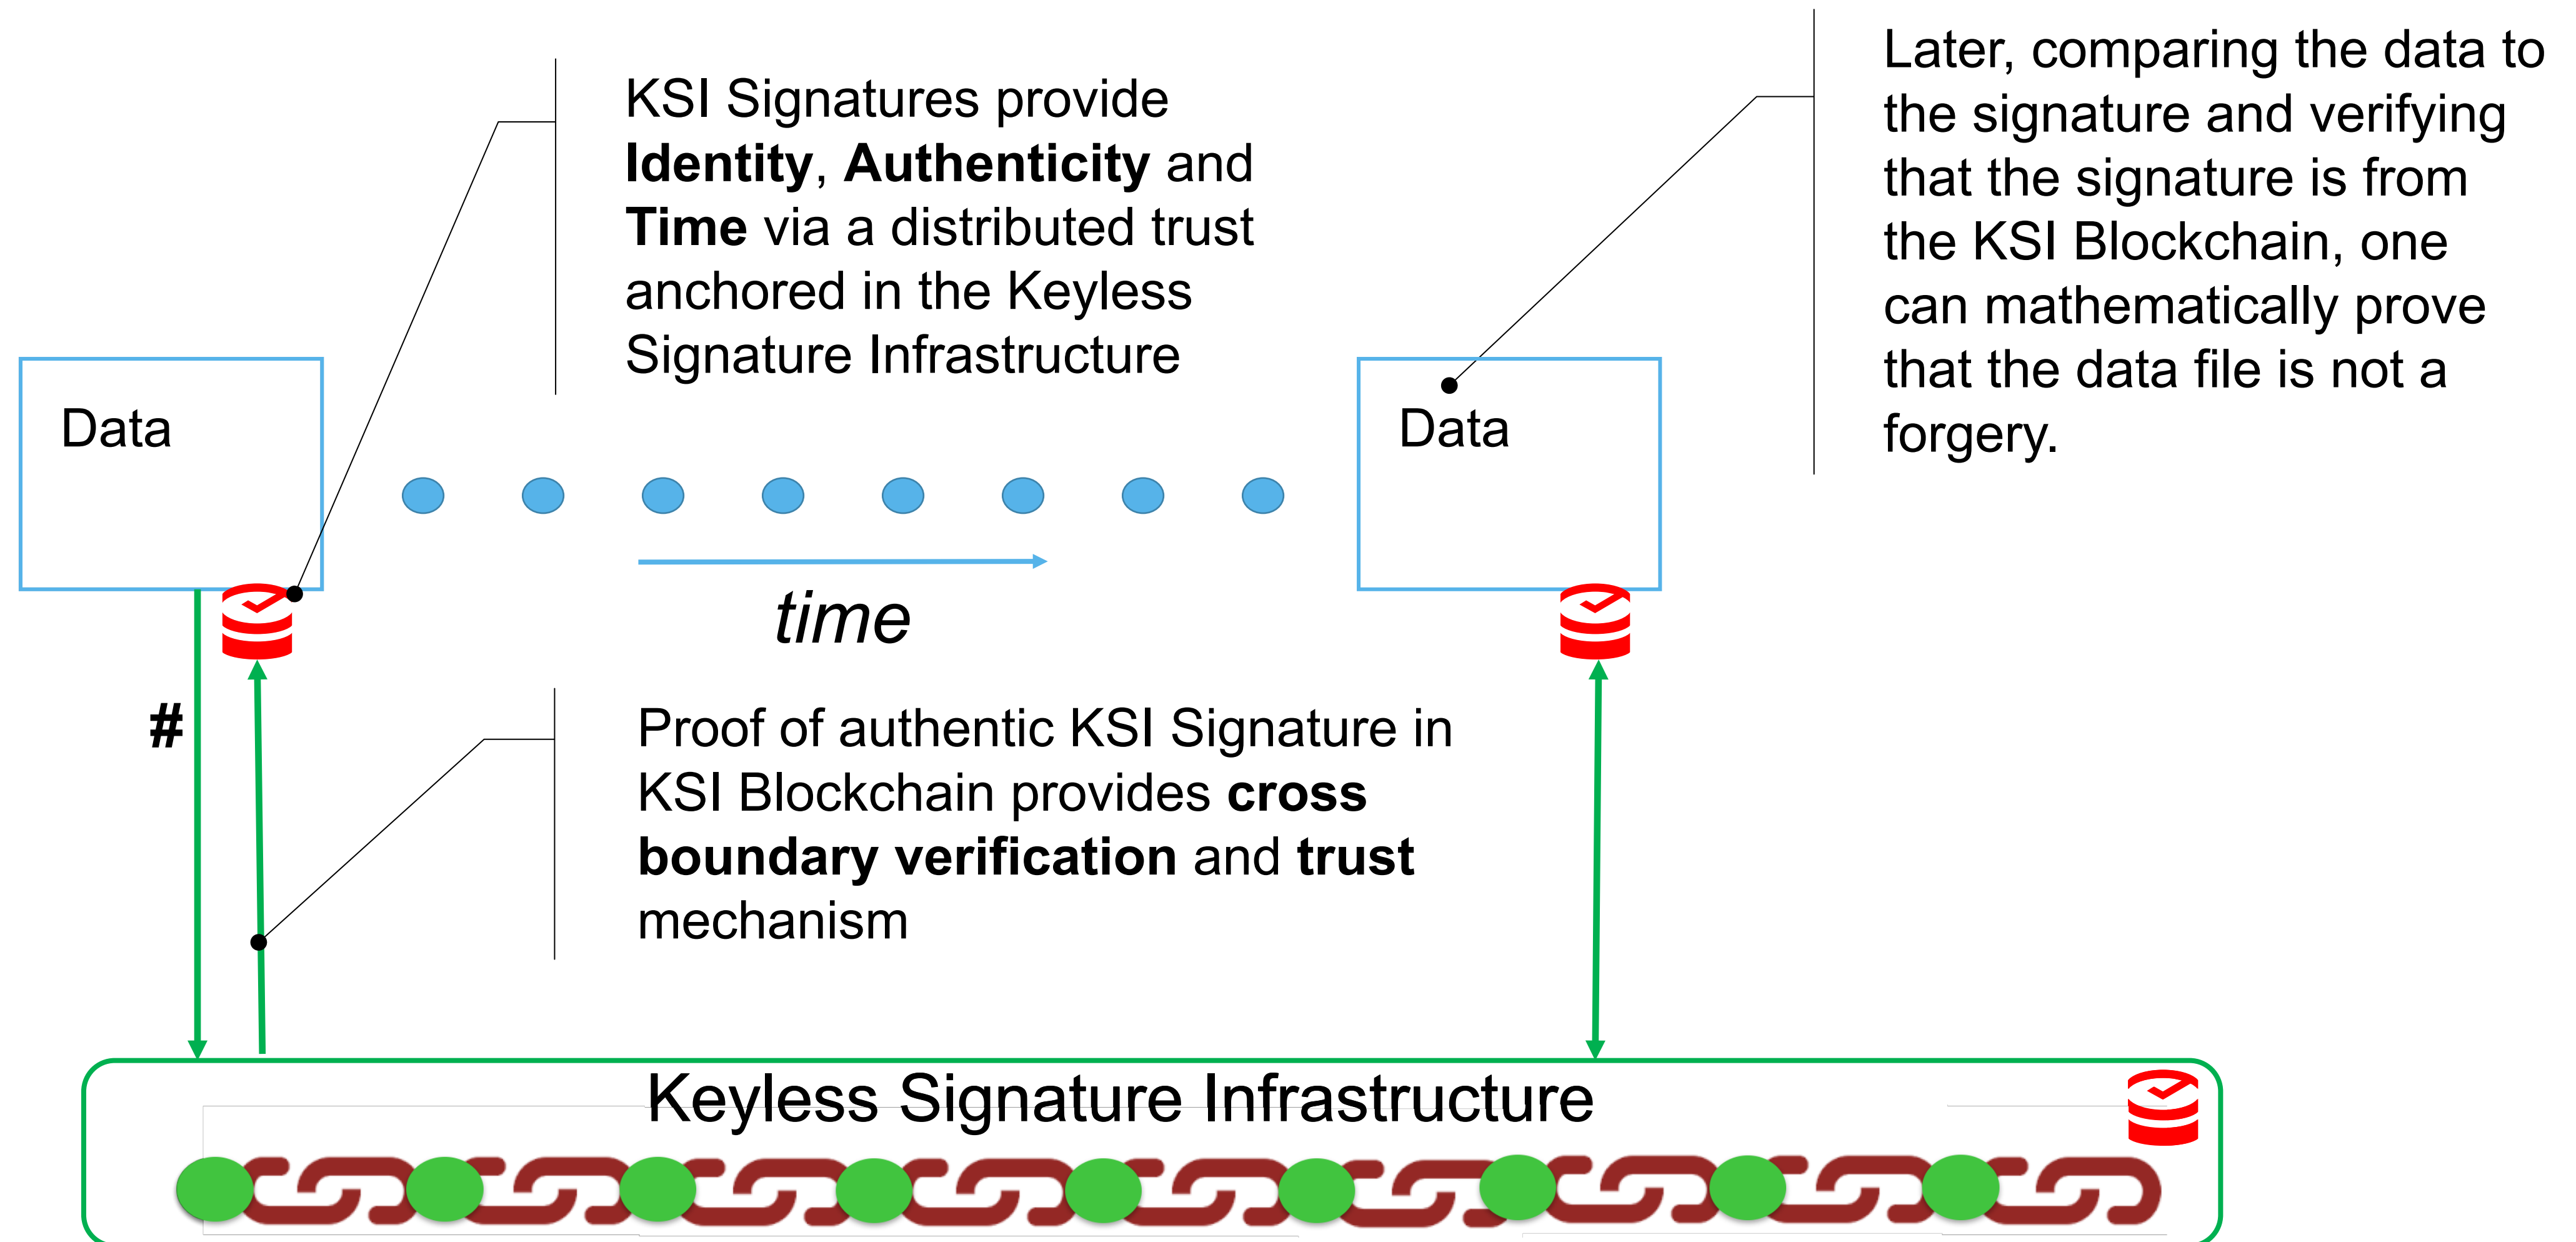 KSI Signatures provide
Identity, Authenticity and
Time via a distributed trust
anchored in the Keyless
Signature Infrastructure
Later, comparing the data to
the signature and verifying
that the signature is from
the KSI Blockchain, one
can mathematically prove
that the data file is not a
forgery.
Data
Data
time
#
Proof of authentic KSI Signature in
KSI Blockchain provides cross
boundary verification and trust
mechanism
Keyless Signature Infrastructure